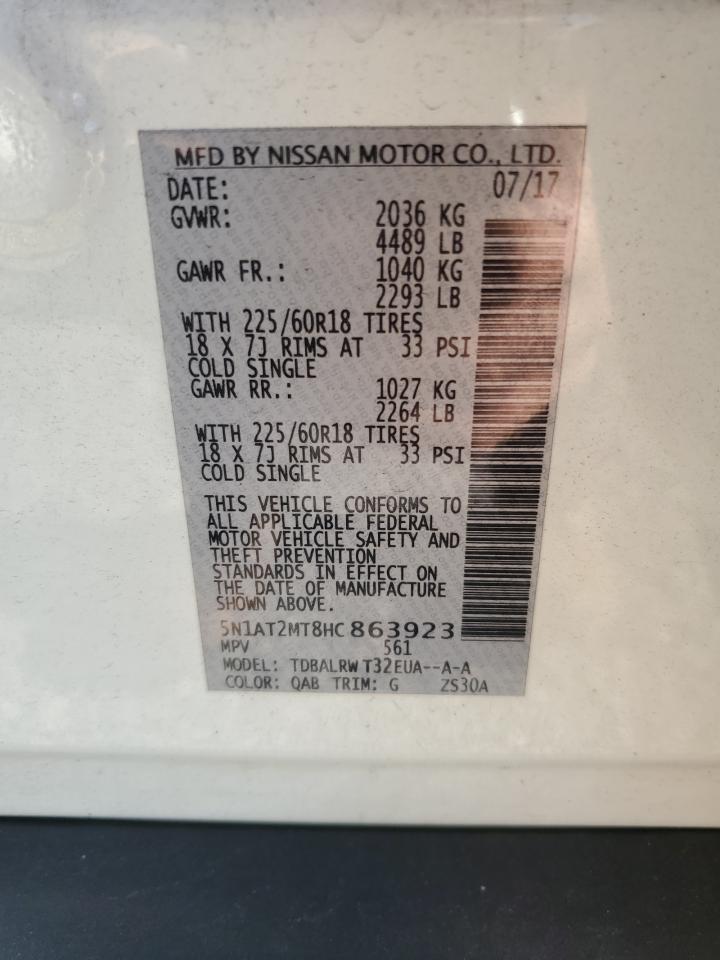 MFD BY NISSAN MOTOR CO., LTD.
DATE: 07/17
GVWR: 2036 KG
4489 LB
GAWR FR.: 1040 KG
2293 LB
WITH 225/60R18 TIRES
18 X 7J RIMS AT 33 PSI
COLD SINGLE
GAWR RR.: 1027 KG
2264 LB
WITH 225/60R18 TIRES
18 X 7J RIMS AT 33 PSI
COLD SINGLE
THIS VEHICLE CONFORMS TO
ALL APPLICABLE FEDERAL
MOTOR VEHICLE SAFETY AND
THEFT PREVENTION
STANDARDS IN EFFECT ON
THE DATE OF MANUFACTURE
SHOWN ABOVE.
5N1AT2MT8HC 863923
MPV 561
MODEL: TDBALRW T32EUA--A-A
COLOR: QAB TRIM: G ZS30A